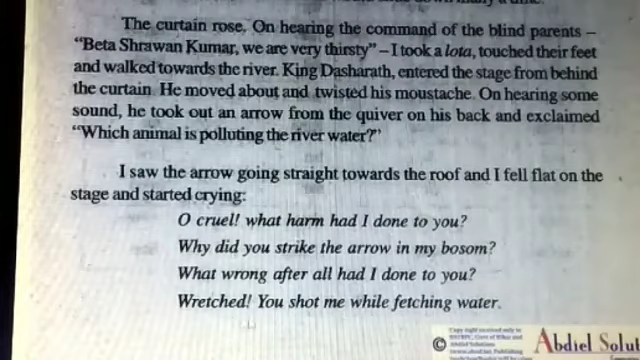 The curtain rose. On hearing the command of the blind parents –
"Beta Shrawan Kumar, we are very thirsty" – I took a lota, touched their feet
and walked towards the river. King Dasharath, entered the stage from behind
the curtain. He moved about and twisted his moustache. On hearing some
sound, he took out an arrow from the quiver on his back and exclaimed
"Which animal is polluting the river water?"
I saw the arrow going straight towards the roof and I fell flat on the
stage and started crying:
O cruel! what harm had I done to you?
Why did you strike the arrow in my bosom?
What wrong after all had I done to you?
Wretched! You shot me while fetching water.
© Abdiel Solut